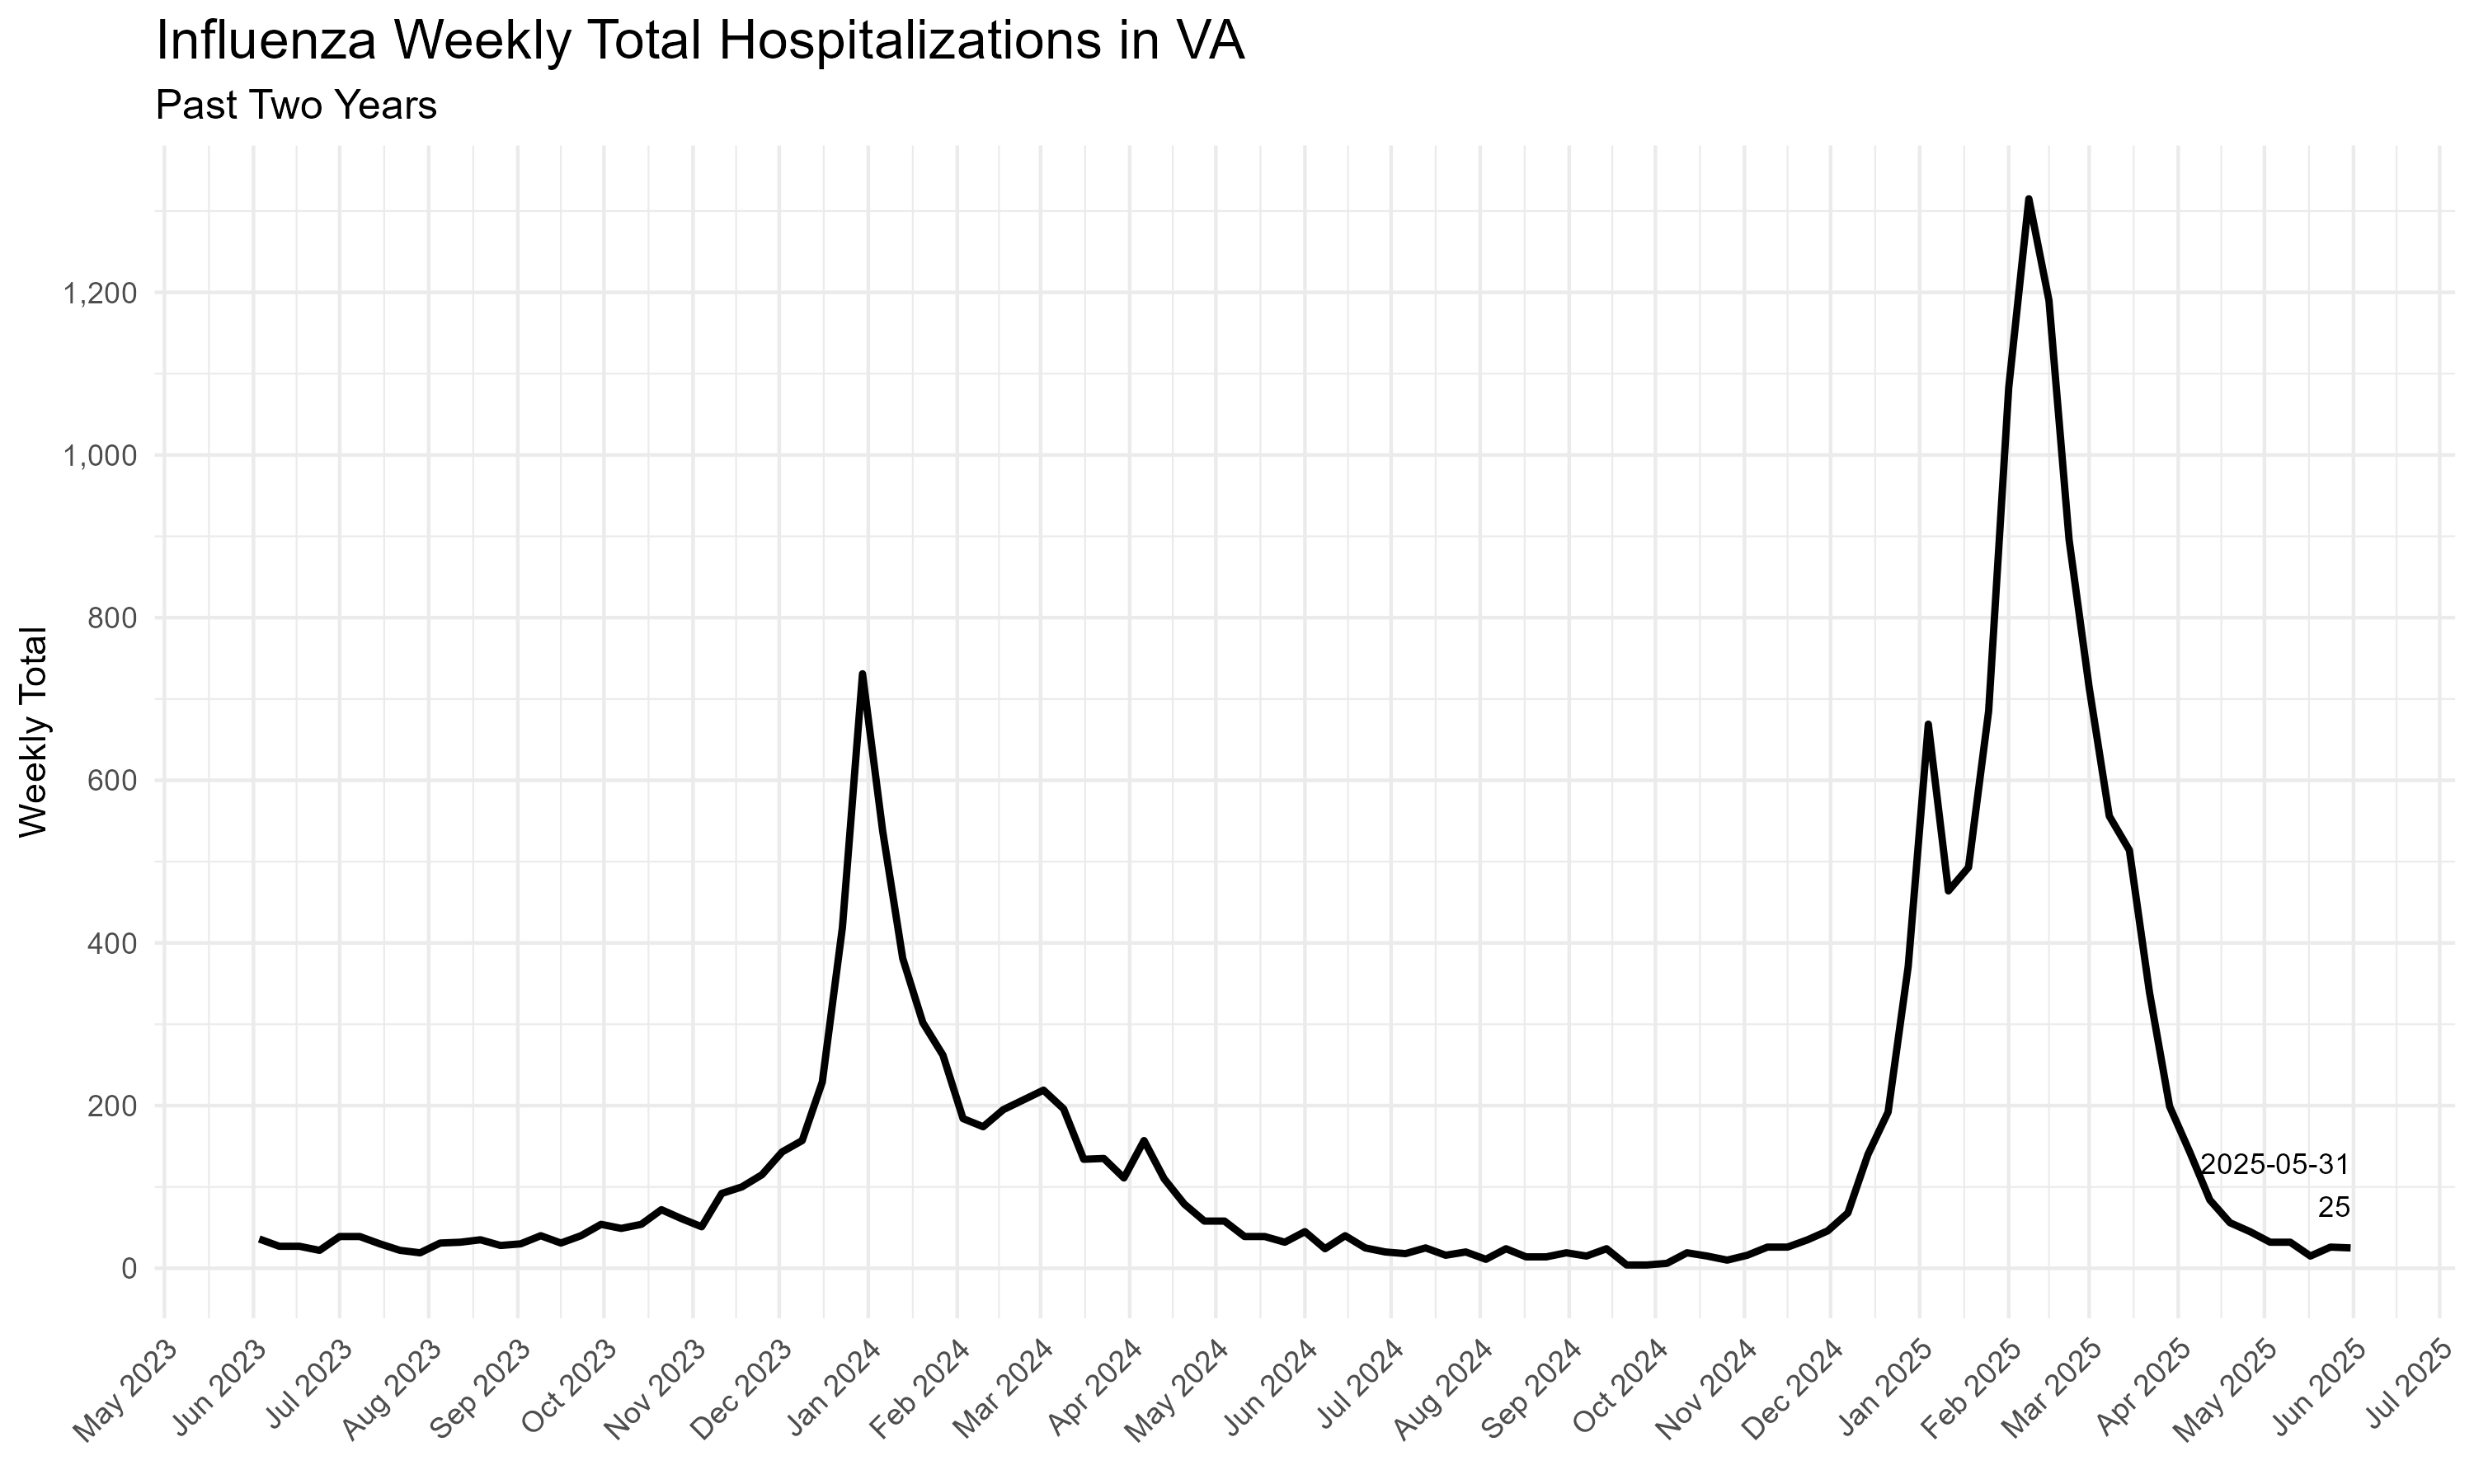 Influenza Weekly Total Hospitalizations in VA
Past Two Years
Weekly Total
1,200
1,000
800
600
400
200
0
2025-05-31
25
May 2023
Jun 2023
Jul 2023
Aug 2023
Sep 2023
Oct 2023
Nov 2023
Dec 2023
Jan 2024
Feb 2024
Mar 2024
Apr 2024
May 2024
Jun 2024
Jul 2024
Aug 2024
Sep 2024
Oct 2024
Nov 2024
Dec 2024
Jan 2025
Feb 2025
Mar 2025
Apr 2025
May 2025
Jun 2025
Jul 2025